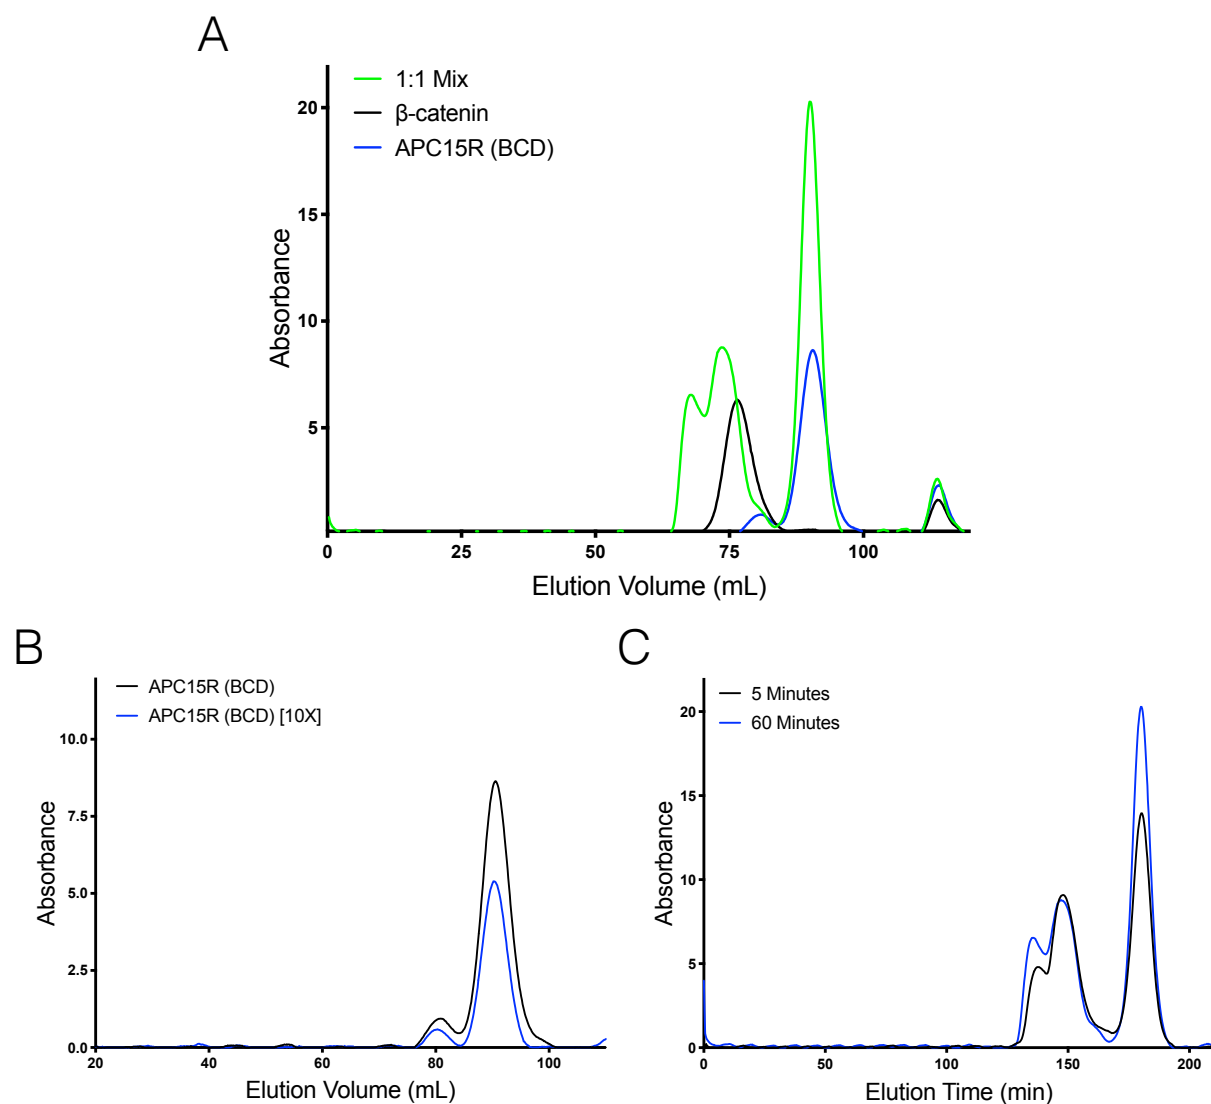 A
1:1 Mix
β-catenin
APC15R (BCD)
Absorbance
20
15
10
5
0 25 50 75 100
Elution Volume (mL)
B
APC15R (BCD)
APC15R (BCD) [10X]
Absorbance
10.0
7.5
5.0
2.5
0.0
20 40 60 80 100
Elution Volume (mL)
C
5 Minutes
60 Minutes
Absorbance
20
15
10
5
0
0 50 100 150 200
Elution Time (min)